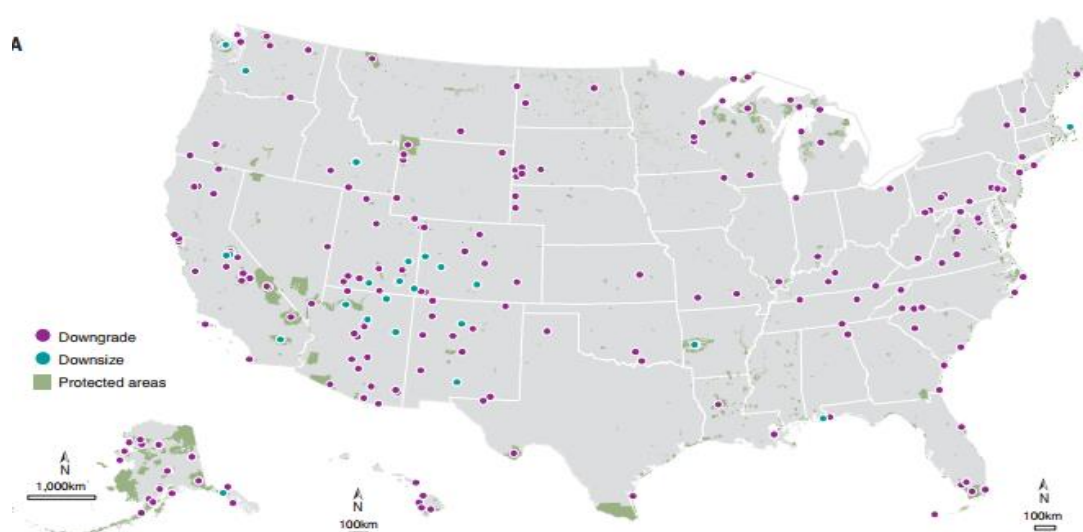 A
Downgrade
Downsize
Protected areas
N
1,000km
N
100km
N
100km